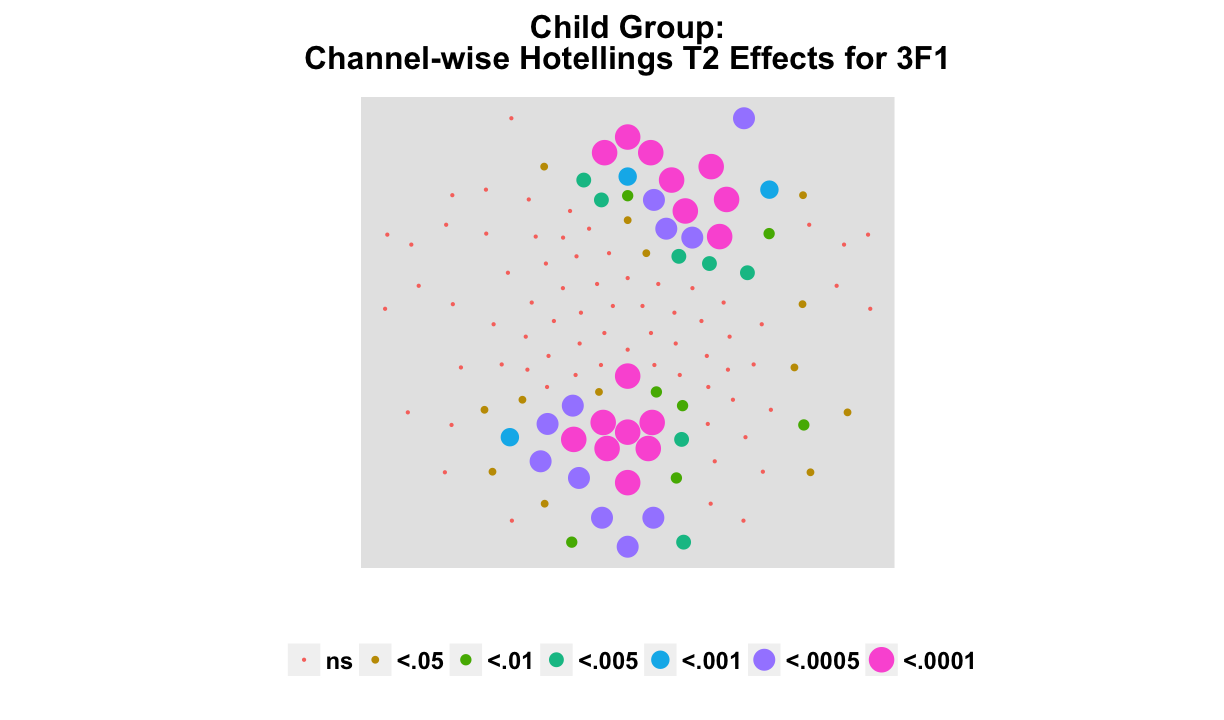 Child Group:
Channel-wise Hotellings T2 Effects for 3F1
ns <.05 <.01 <.005 <.001 <.0005 <.0001